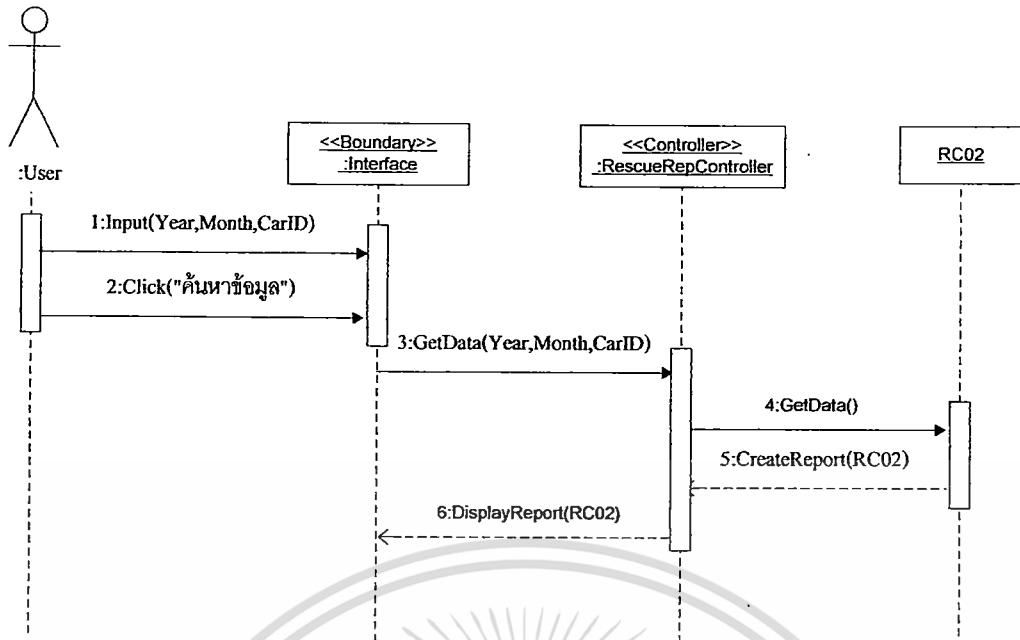 <<Boundary>>
:Interface
<<Controller>>
:RescueRepController
RC02
:User
1:Input(Year,Month,CarID)
2:Click("ค้นหาข้อมูล")
3:GetData(Year,Month,CarID)
4:GetData()
5:CreateReport(RC02)
6:DisplayReport(RC02)